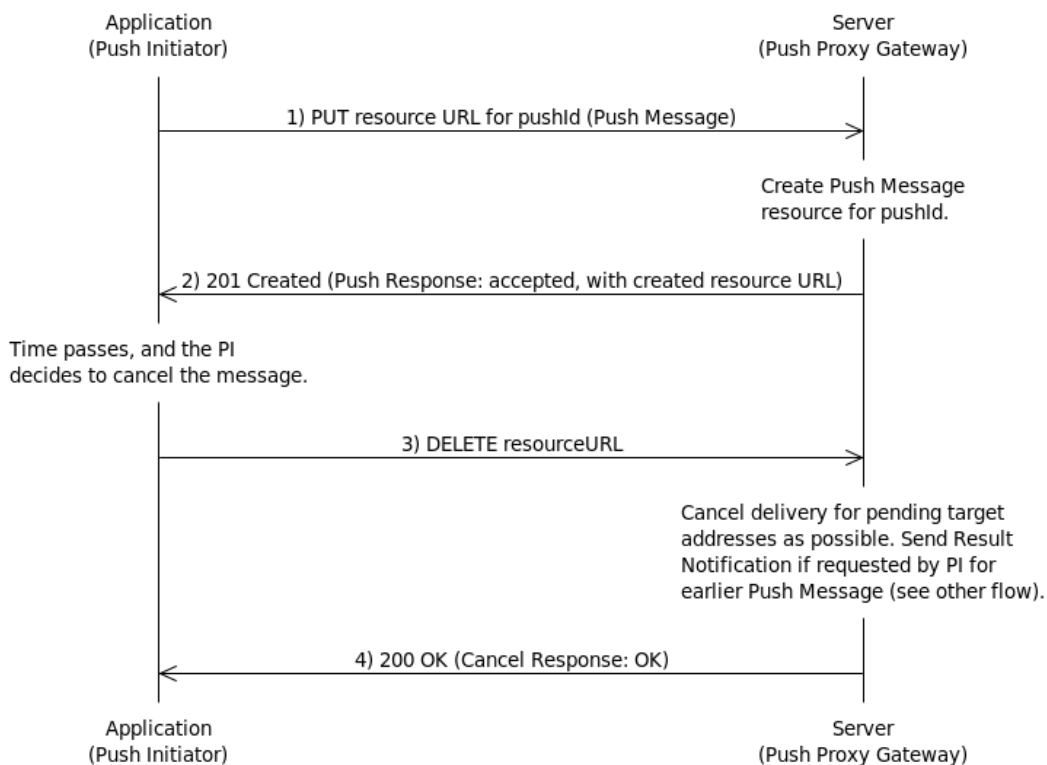 Application
(Push Initiator)
Server
(Push Proxy Gateway)
1) PUT resource URL for pushId (Push Message)
Create Push Message
resource for pushId.
2) 201 Created (Push Response: accepted, with created resource URL)
Time passes, and the PI
decides to cancel the message.
3) DELETE resourceURL
Cancel delivery for pending target
addresses as possible. Send Result
Notification if requested by PI for
earlier Push Message (see other flow).
4) 200 OK (Cancel Response: OK)
Application
(Push Initiator)
Server
(Push Proxy Gateway)